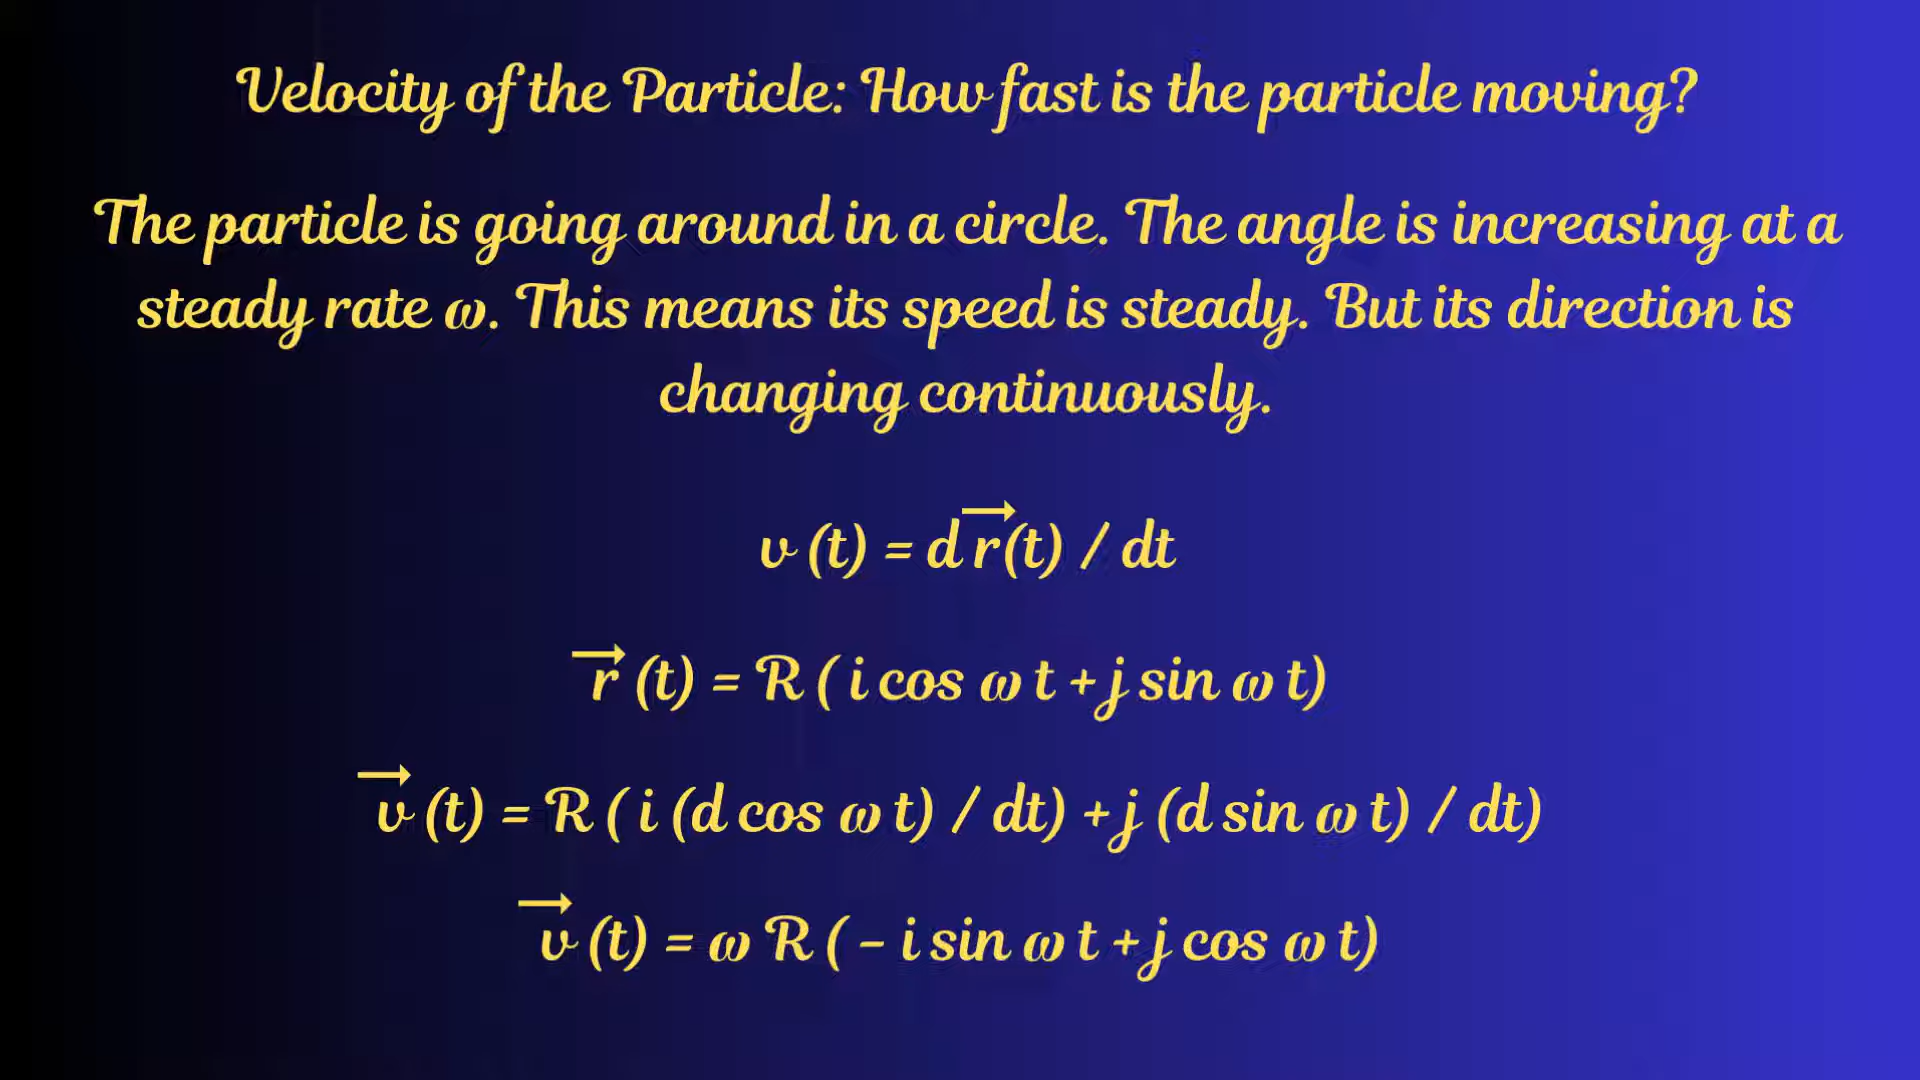 Velocity of the Particle: How fast is the particle moving?
The particle is going around in a circle. The angle is increasing at a
steady rate ω. This means its speed is steady. But its direction is
changing continuously.
v (t) = d r⃗(t) / dt
r⃗ (t) = R ( i cos ω t + j sin ω t)
v⃗ (t) = R ( i (d cos ω t) / dt) + j (d sin ω t) / dt)
v⃗ (t) = ω R ( – i sin ω t + j cos ω t)